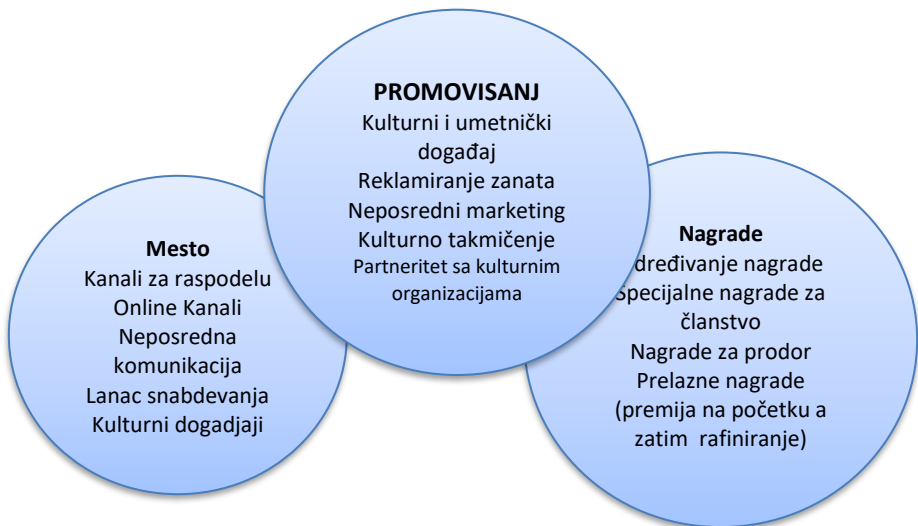 PROMOVISANJ
Kulturni i umetnički
događaj
Reklamiranje zanata
Neposredni marketing
Kulturno takmičenje
Partneritet sa kulturnim
organizacijama
Mesto
Kanali za raspodelu
Online Kanali
Neposredna
komunikacija
Lanac snabdevanja
Kulturni dogadjaji
Nagrade
dređivanje nagrade
Specijalne nagrade za
članstvo
Nagrade za prodor
Prelazne nagrade
(premija na početku a
zatim rafiniranje)